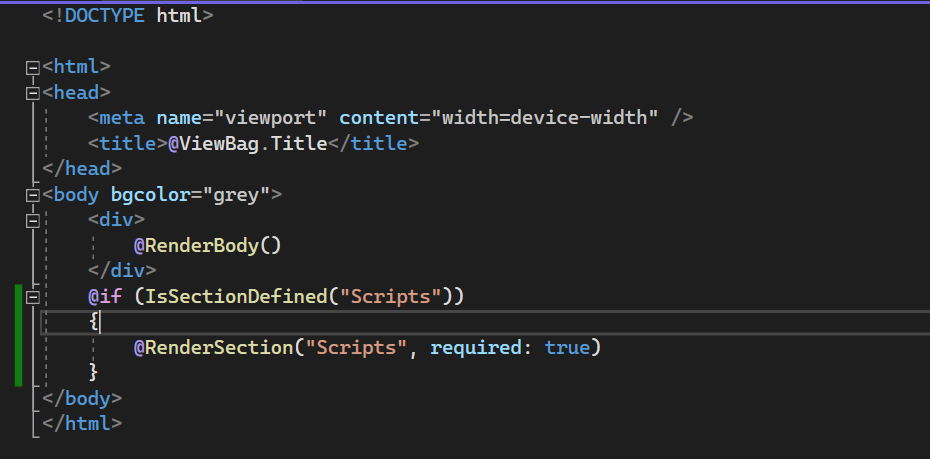 <!DOCTYPE html>
<html>
<head>
<meta name="viewport" content="width=device-width" />
<title>@ViewBag.Title</title>
</head>
<body bgcolor="grey">
<div>
@RenderBody()
</div>
@if (IsSectionDefined("Scripts"))
{
@RenderSection("Scripts", required: true)
}
</body>
</html>